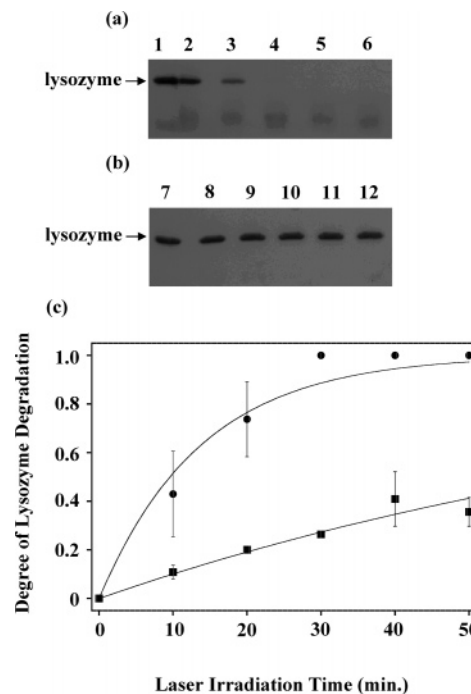 (a)
1 2 3 4 5 6
lysozyme
(b)
7 8 9 10 11 12
lysozyme
(c)
1.0
0.8
0.6
0.4
0.2
0
0 10 20 30 40 50
Degree of Lysozyme Degradation
Laser Irradiation Time (min.)